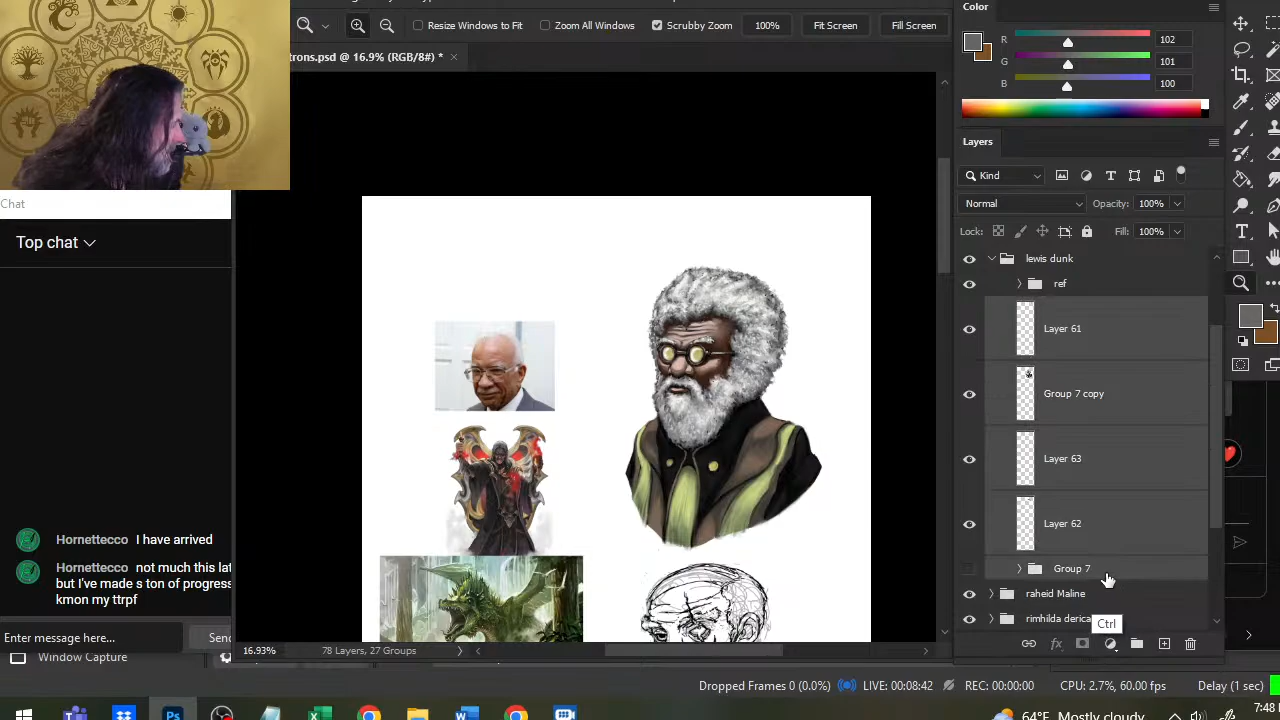 Resize Windows to Fit
Zoom All Windows
Scrubby Zoom
100%
Fit Screen
Fill Screen
trons.psd @ 16.9% (RGB/8#) *
Color
R
102
G
101
B
100
Layers
Kind
Normal
Opacity: 100%
Lock:
Fill: 100%
lewis dunk
ref
Layer 61
Group 7 copy
Layer 63
Layer 62
Group 7
raheid Maline
rimhilda derica
Ctrl
Chat
Top chat
Hornettecco I have arrived
Hornettecco not much this lat
but I've made s ton of progress
kmon my ttrpf
Enter message here...
Send
Window Capture
16.93%
78 Layers, 27 Groups
Dropped Frames 0 (0.0%)
LIVE: 00:08:42
REC: 00:00:00
CPU: 2.7%, 60.00 fps
Delay (1 sec)
64°F Mostly cloudy
7:48